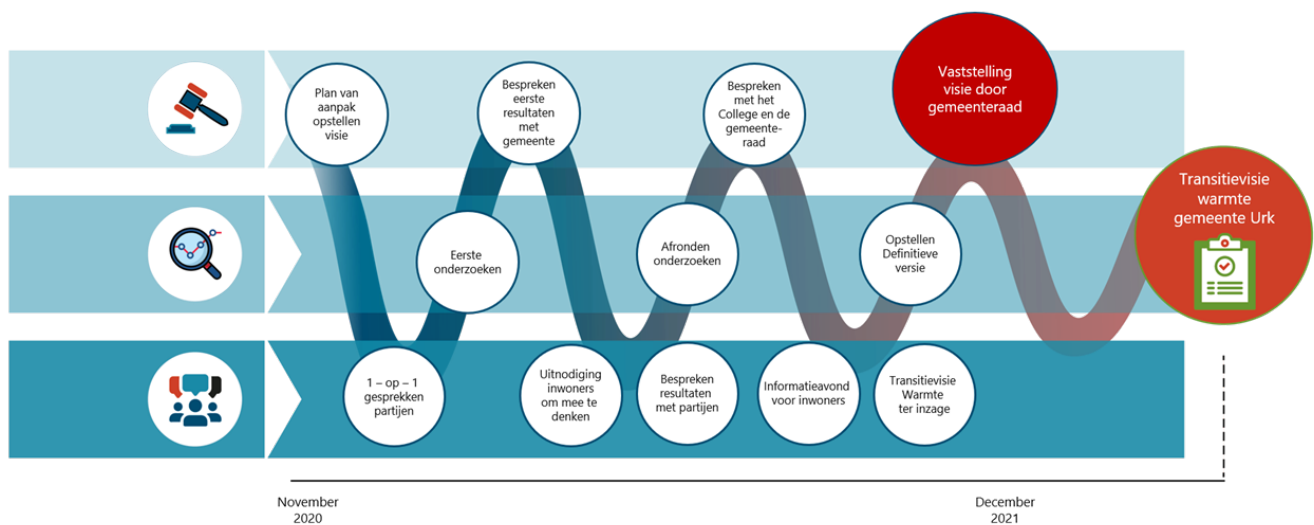 Plan van
aanpak
opstellen
visie
Bespreken
eerste
resultaten
met
gemeente
Bespreken
met het
College en de
gemeente-
raad
Vaststelling
visie door
gemeenteraad
Transitievisie
warmte
gemeente Urk
Eerste
onderzoeken
Afronden
onderzoeken
Opstellen
Definitieve
versie
1 – op – 1
gesprekken
partijen
Uitnodiging
inwoners
om mee te
denken
Bespreken
resultaten
met partijen
Informatieavond
voor inwoners
Transitievisie
Warmte
ter inzage
November
2020
December
2021